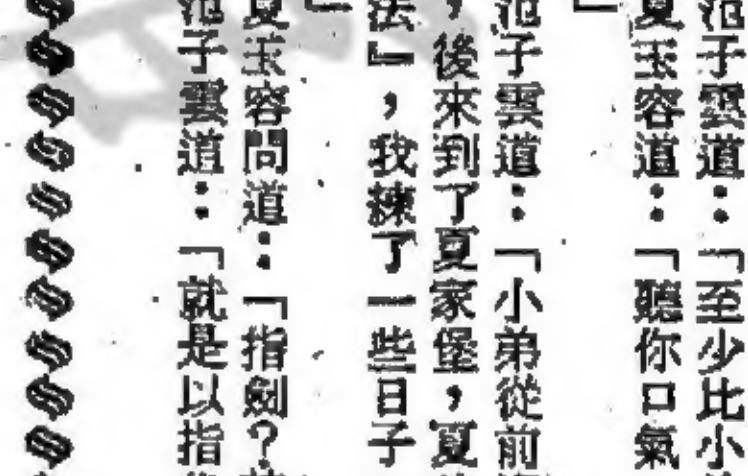 范子雲道：「至少比小
夏玉容道：「聽你口氣
』
范子雲道：「小弟從前
，後來到了夏家堡，夏
法』，我練了一些日子
』
夏玉容問道：「指劍？
范子雲道：「就是以指